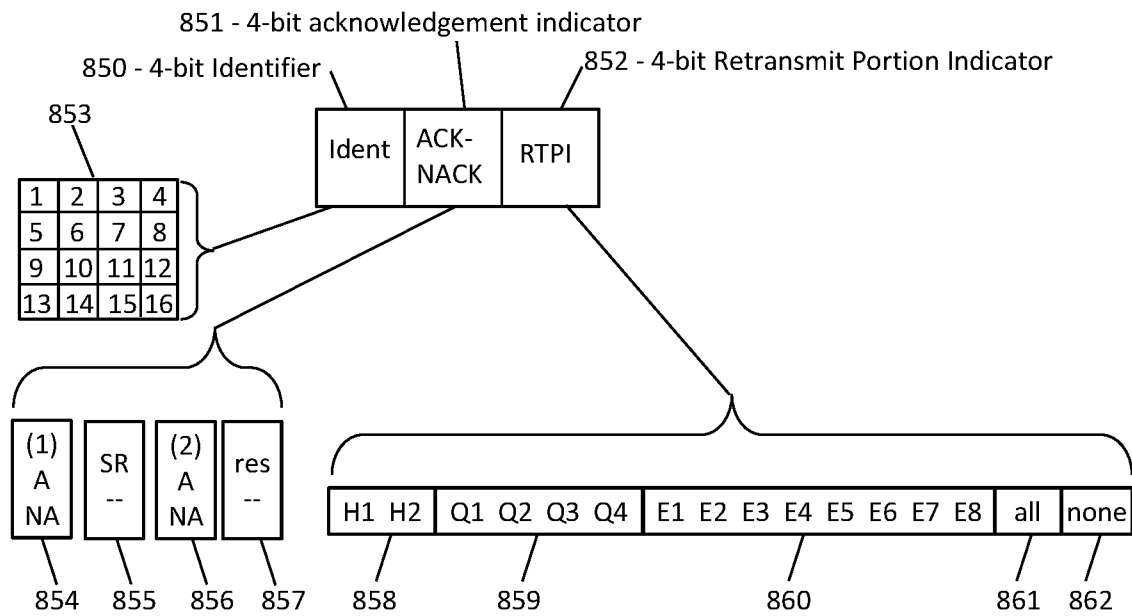 851 - 4-bit acknowledgement indicator
850 - 4-bit Identifier
852 - 4-bit Retransmit Portion Indicator
853
Ident
ACK-
NACK
RTPI
1 2 3 4
5 6 7 8
9 10 11 12
13 14 15 16
(1)
A
NA
SR
--
(2)
A
NA
res
--
H1 H2 Q1 Q2 Q3 Q4 E1 E2 E3 E4 E5 E6 E7 E8 all none
854 855 856 857 858 859 860 861 862